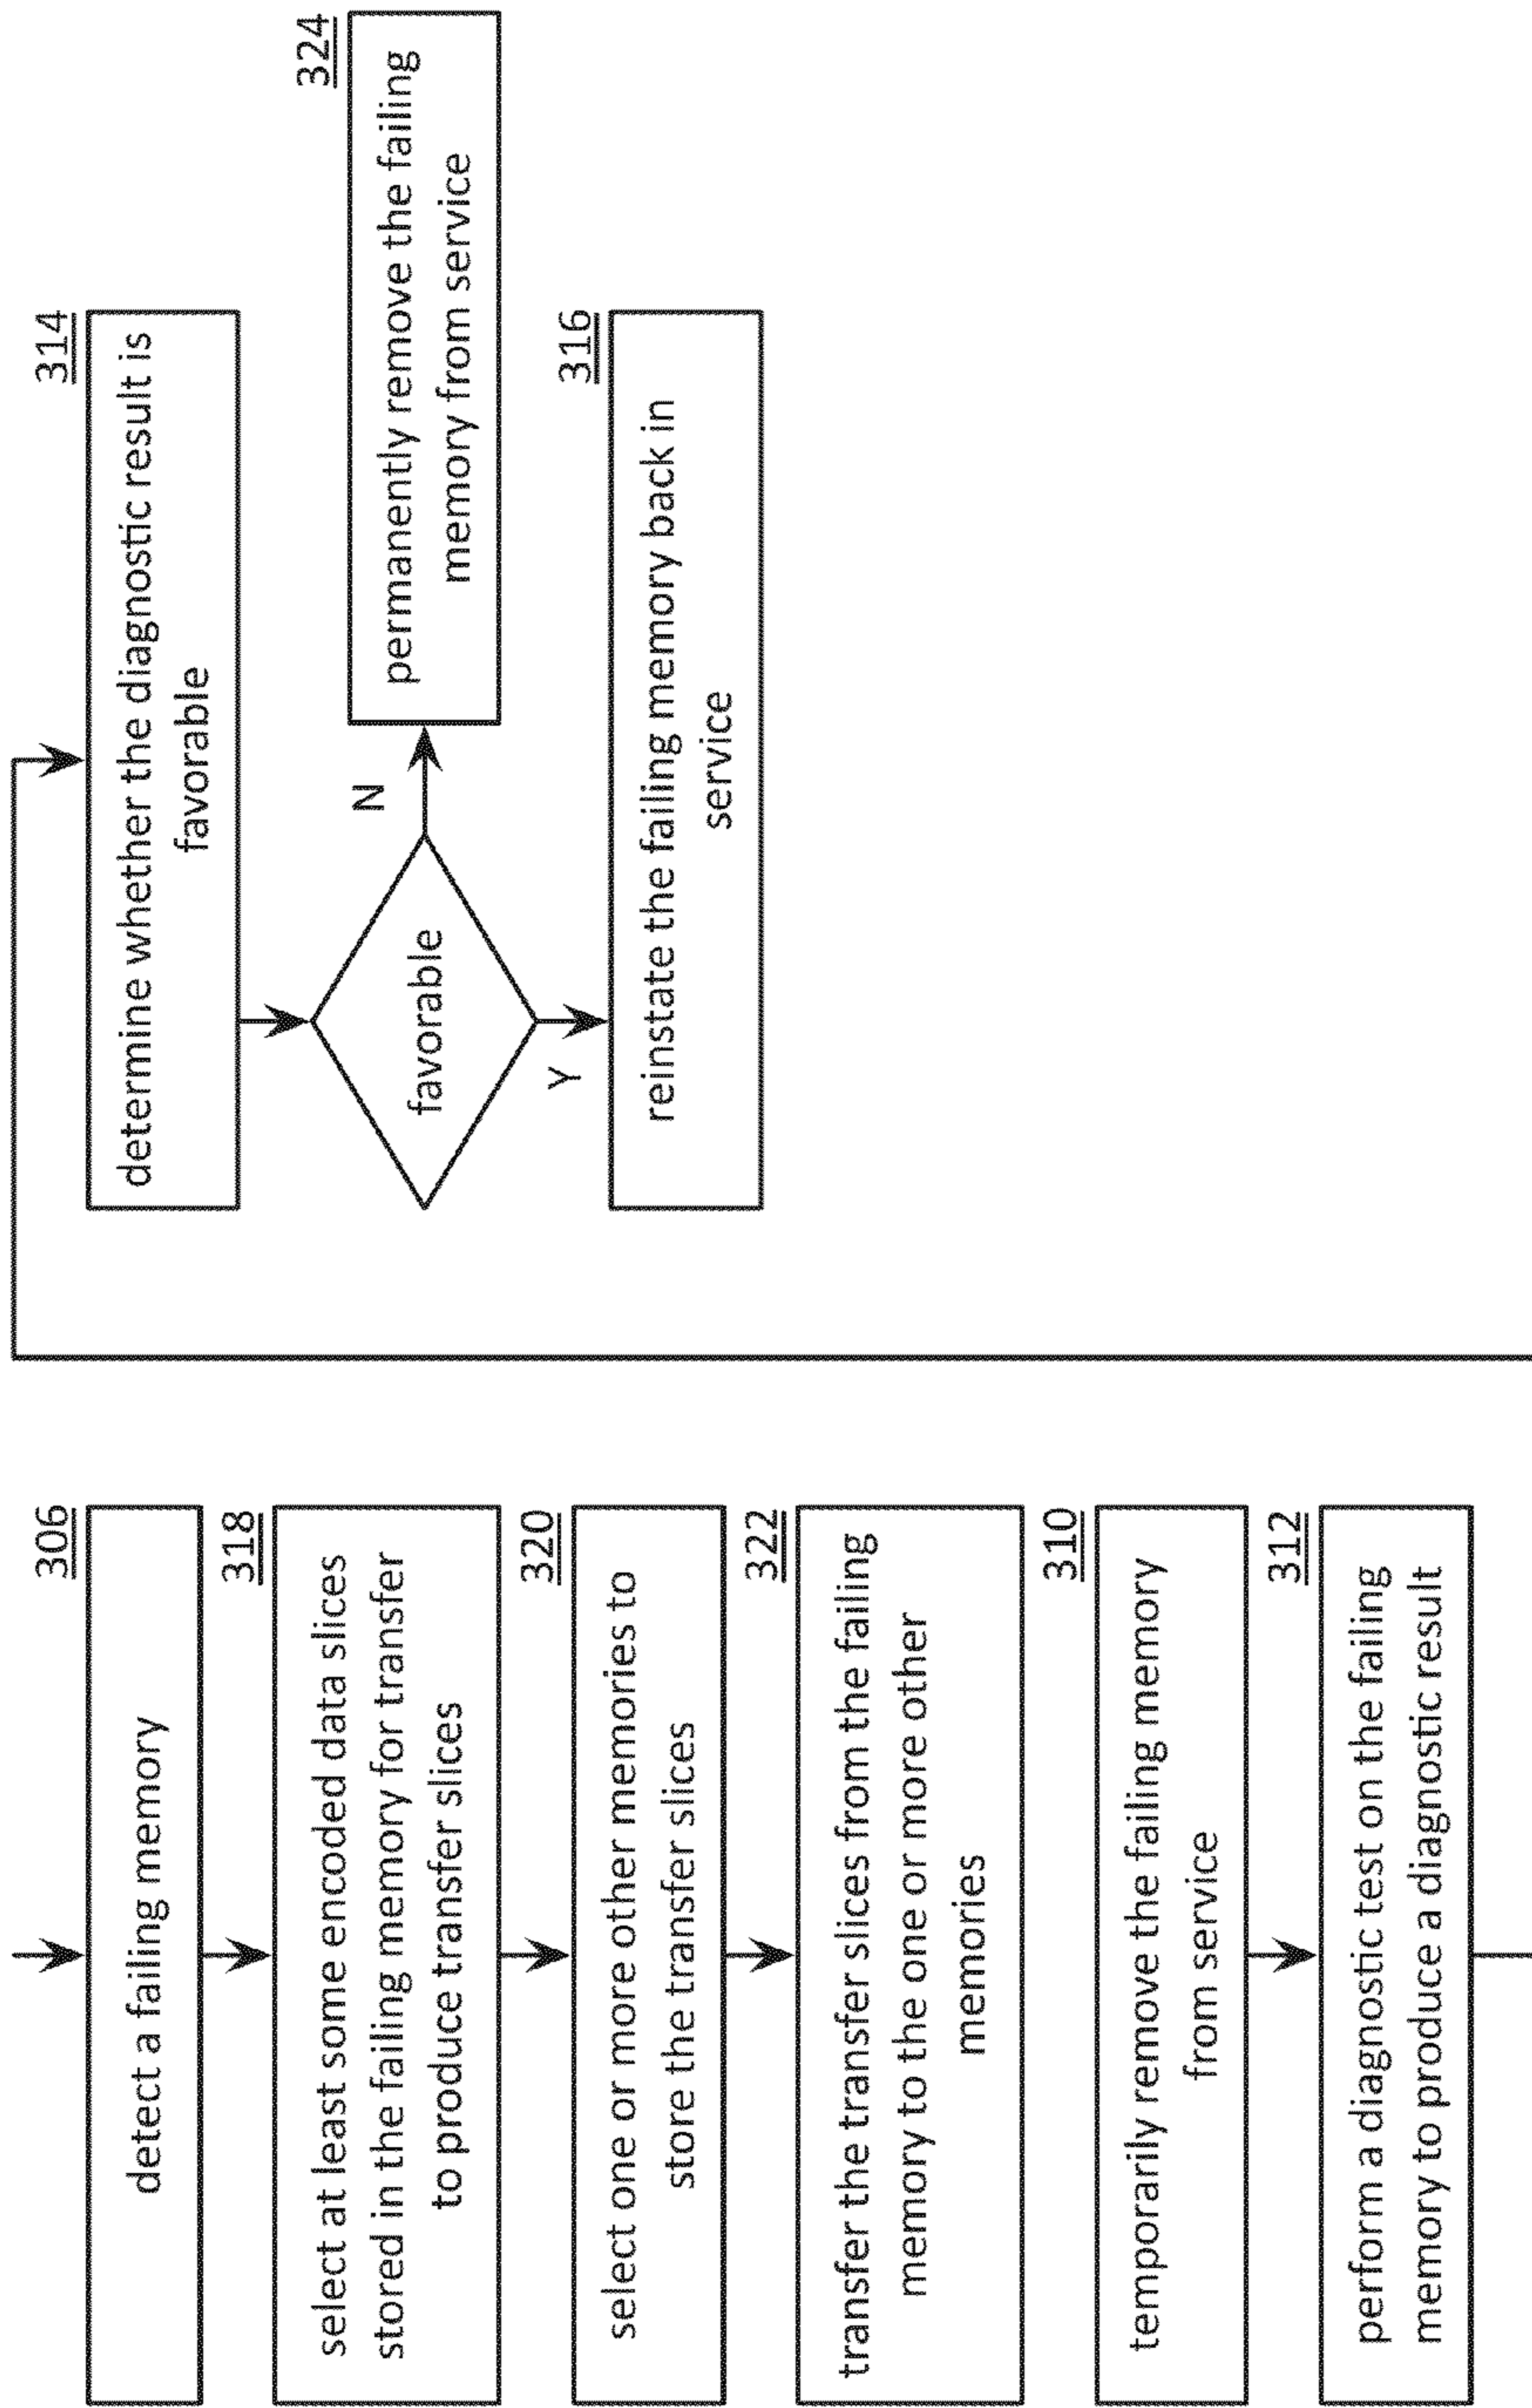 306
detect a failing memory
318
select at least some encoded data slices
stored in the failing memory for transfer
to produce transfer slices
320
select one or more other memories to
store the transfer slices
322
transfer the transfer slices from the failing
memory to the one or more other
memories
310
temporarily remove the failing memory
from service
312
perform a diagnostic test on the failing
memory to produce a diagnostic result
314
determine whether the diagnostic result is
favorable
favorable
N
324
permanently remove the failing
memory from service
Y
316
reinstate the failing memory back in
service